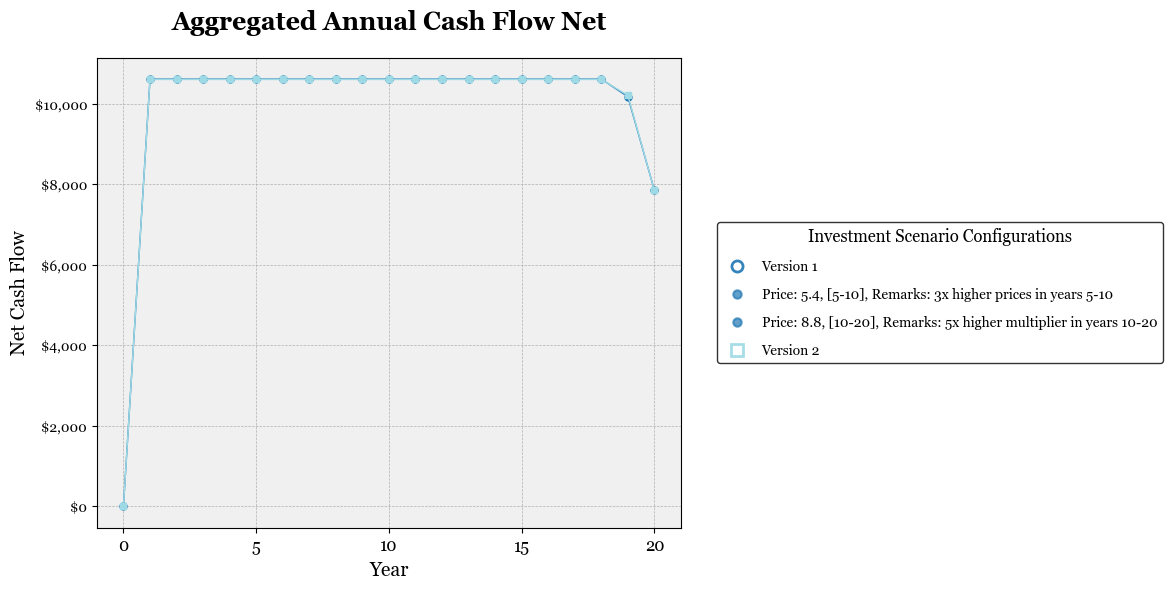 Aggregated Annual Cash Flow Net
$10,000
$8,000
$6,000
$4,000
$2,000
$0
Net Cash Flow
0 5 10 15 20
Year
Investment Scenario Configurations
Version 1
Price: 5.4, [5-10], Remarks: 3x higher prices in years 5-10
Price: 8.8, [10-20], Remarks: 5x higher multiplier in years 10-20
Version 2